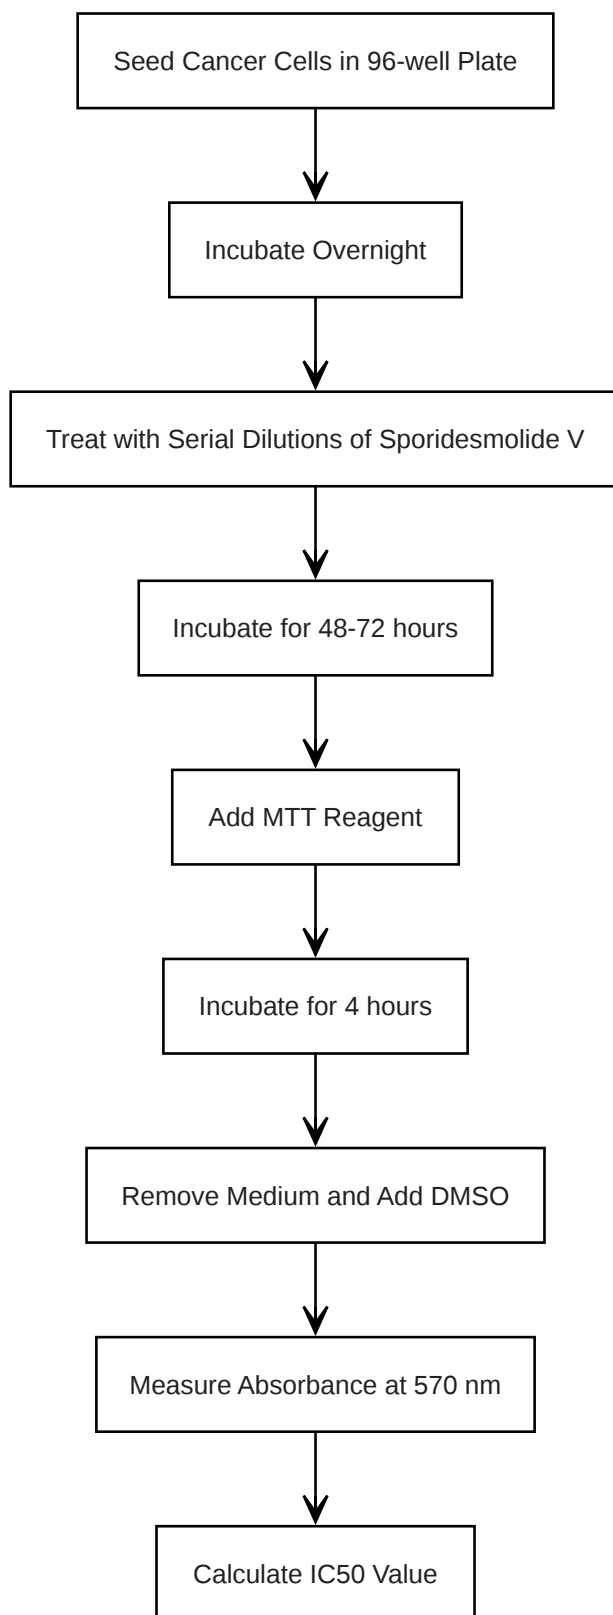 Seed Cancer Cells in 96-well Plate
Incubate Overnight
Treat with Serial Dilutions of Sporidesmolide V
Incubate for 48-72 hours
Add MTT Reagent
Incubate for 4 hours
Remove Medium and Add DMSO
Measure Absorbance at 570 nm
Calculate IC50 Value